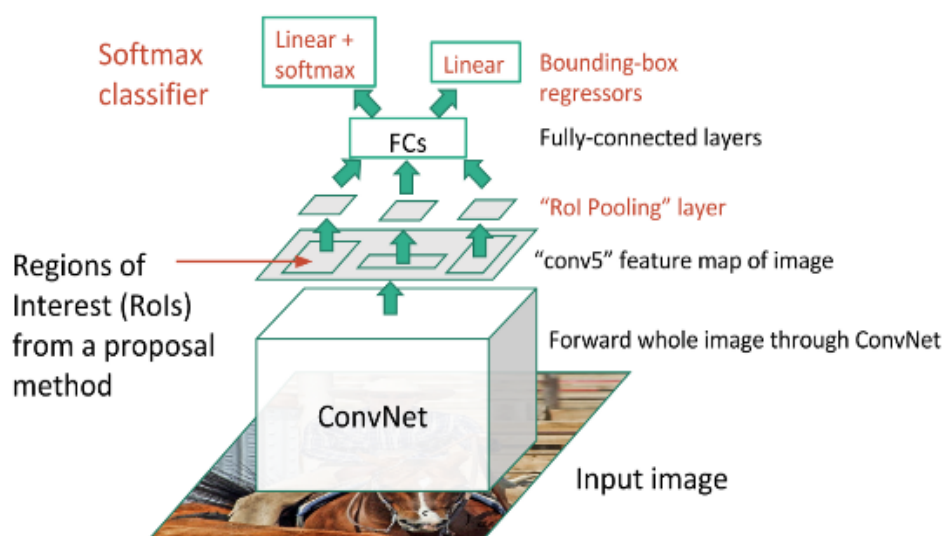 Softmax
classifier
Linear +
softmax
Linear
Bounding-box
regressors
FCs
Fully-connected layers
“RoI Pooling” layer
Regions of
Interest (RoIs)
from a proposal
method
“conv5” feature map of image
Forward whole image through ConvNet
ConvNet
Input image